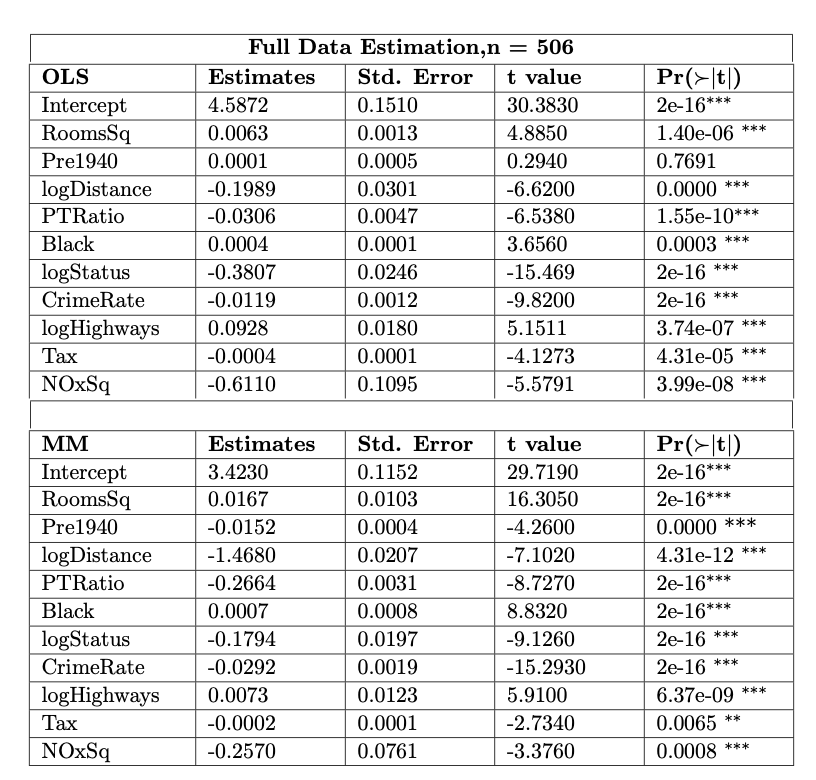 Full Data Estimation,n = 506
OLS Estimates Std. Error t value Pr(≻|t|)
Intercept 4.5872 0.1510 30.3830 2e-16***
RoomsSq 0.0063 0.0013 4.8850 1.40e-06 ***
Pre1940 0.0001 0.0005 0.2940 0.7691
logDistance -0.1989 0.0301 -6.6200 0.0000 ***
PTRatio -0.0306 0.0047 -6.5380 1.55e-10***
Black 0.0004 0.0001 3.6560 0.0003 ***
logStatus -0.3807 0.0246 -15.469 2e-16 ***
CrimeRate -0.0119 0.0012 -9.8200 2e-16 ***
logHighways 0.0928 0.0180 5.1511 3.74e-07 ***
Tax -0.0004 0.0001 -4.1273 4.31e-05 ***
NOxSq -0.6110 0.1095 -5.5791 3.99e-08 ***
MM Estimates Std. Error t value Pr(≻|t|)
Intercept 3.4230 0.1152 29.7190 2e-16***
RoomsSq 0.0167 0.0103 16.3050 2e-16***
Pre1940 -0.0152 0.0004 -4.2600 0.0000 ***
logDistance -1.4680 0.0207 -7.1020 4.31e-12 ***
PTRatio -0.2664 0.0031 -8.7270 2e-16***
Black 0.0007 0.0008 8.8320 2e-16***
logStatus -0.1794 0.0197 -9.1260 2e-16 ***
CrimeRate -0.0292 0.0019 -15.2930 2e-16 ***
logHighways 0.0073 0.0123 5.9100 6.37e-09 ***
Tax -0.0002 0.0001 -2.7340 0.0065 **
NOxSq -0.2570 0.0761 -3.3760 0.0008 ***